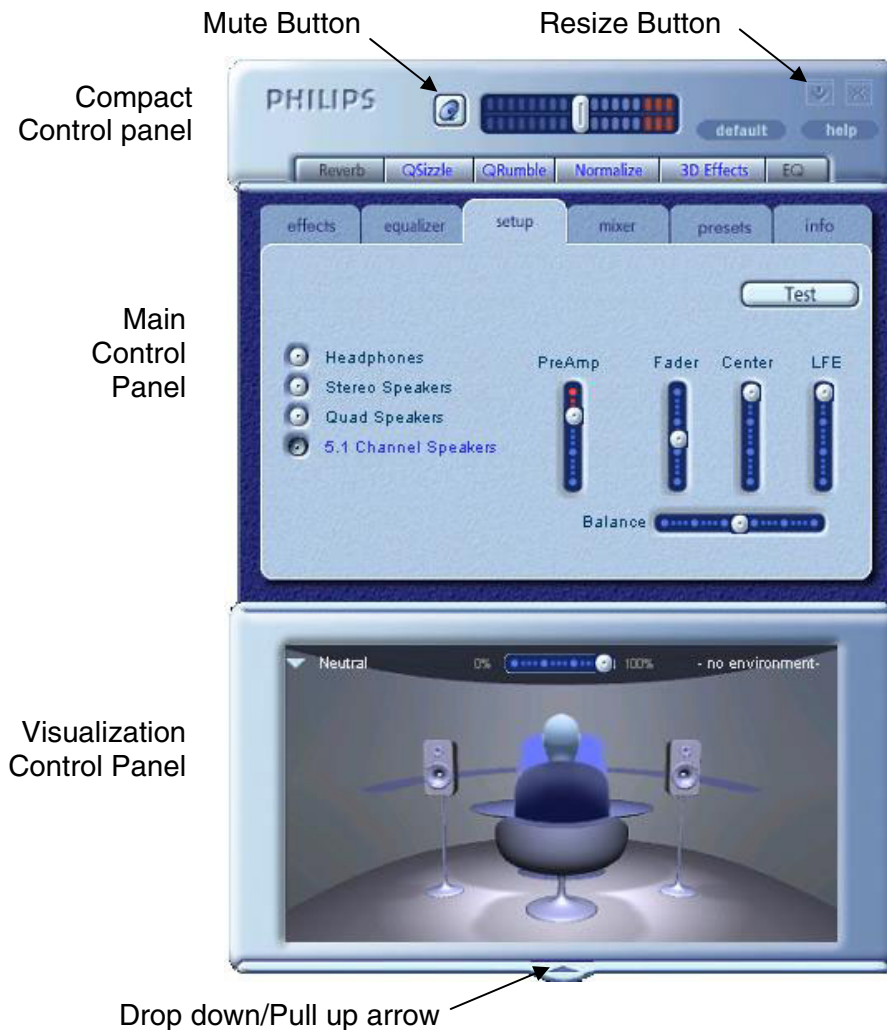 Mute Button
Resize Button
Compact
Control panel
PHILIPS
default
help
Reverb QSizzle QRumble Normalize 3D Effects EQ
effects equalizer setup mixer presets info
Main
Control
Panel
Test
Headphones
Stereo Speakers
Quad Speakers
5.1 Channel Speakers
PreAmp Fader Center LFE
Balance
Visualization
Control Panel
Neutral 0% 100% - no environment-
Drop down/Pull up arrow